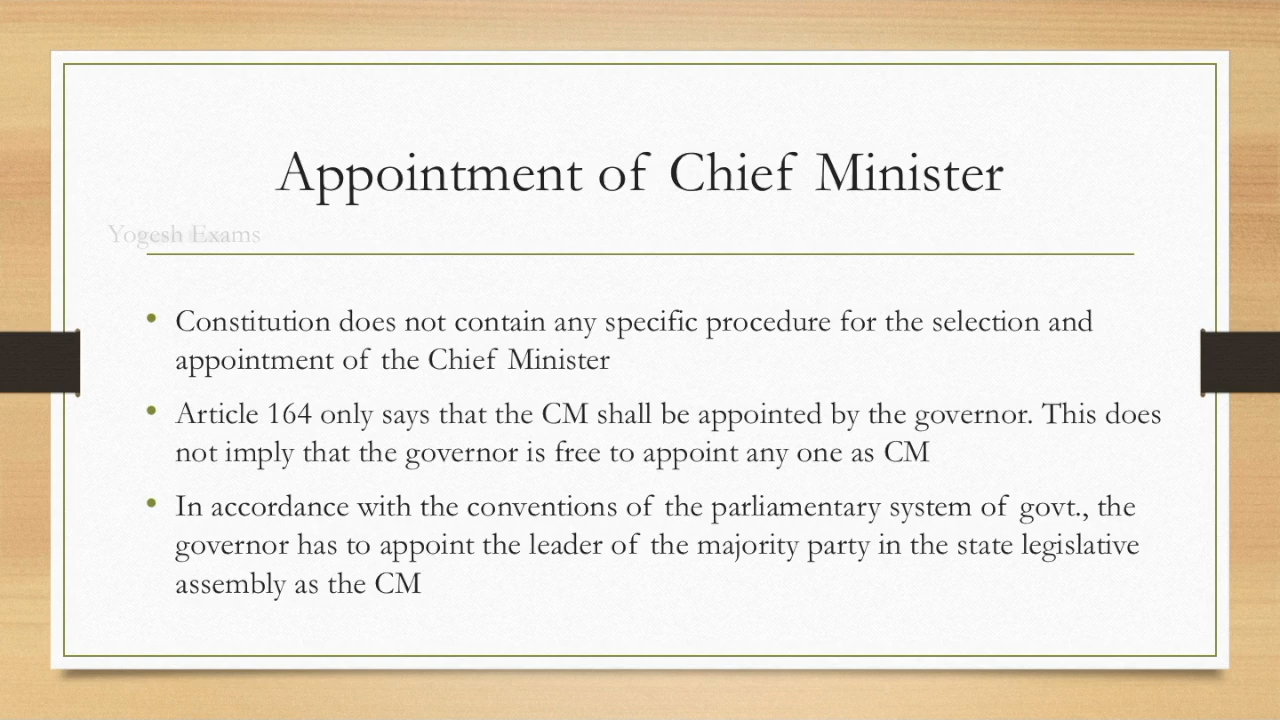 Appointment of Chief Minister
Yogesh Exams
• Constitution does not contain any specific procedure for the selection and
appointment of the Chief Minister
• Article 164 only says that the CM shall be appointed by the governor. This does
not imply that the governor is free to appoint any one as CM
• In accordance with the conventions of the parliamentary system of govt., the
governor has to appoint the leader of the majority party in the state legislative
assembly as the CM